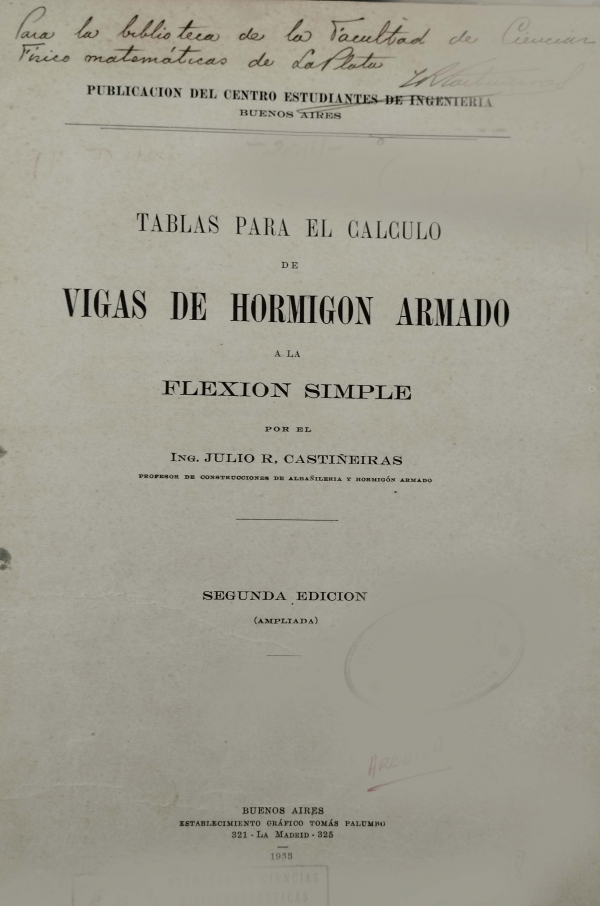 Para la biblioteca de la Facultad de Ciencias
Físico matemáticas de La Plata
PUBLICACION DEL CENTRO ESTUDIANTES DE INGENIERIA
BUENOS AIRES
TABLAS PARA EL CALCULO
DE
VIGAS DE HORMIGON ARMADO
A LA
FLEXION SIMPLE
POR EL
ING. JULIO R. CASTIÑEIRAS
PROFESOR DE CONSTRUCCIONES DE ALBAÑILERIA Y HORMIGÓN ARMADO
SEGUNDA EDICION
(AMPLIADA)
BUENOS AIRES
ESTABLECIMIENTO GRÁFICO TOMÁS PALUMBO
321 - LA MADRID - 325
1933